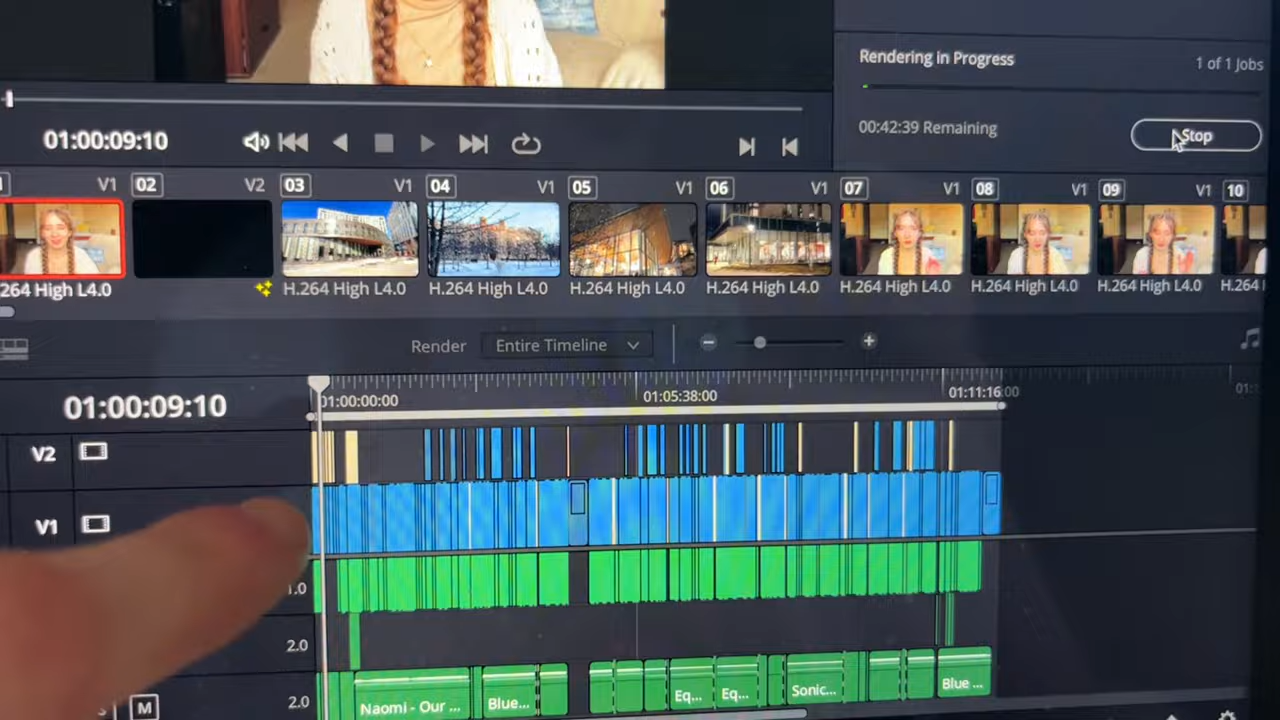 Rendering in Progress
1 of 1 Jobs
00:42:39 Remaining
Stop
01:00:09:10
V1
02
V2
03
V1
04
V1
05
V1
06
V1
07
V1
08
V1
09
V1
10
264 High L4.0
H.264 High L4.0
H.264 High L4.0
H.264 High L4.0
H.264 High L4.0
H.264 High L4.0
H.264 High L4.0
H.264 High L4.0
H.264
Render
Entire Timeline
01:00:09:10
01:00:00:00
01:05:38:00
01:11:16:00
01:
V2
V1
1.0
2.0
2.0
M
Naomi - Our ...
Blue...
Eq...
Eq...
Sonic...
Blue ...